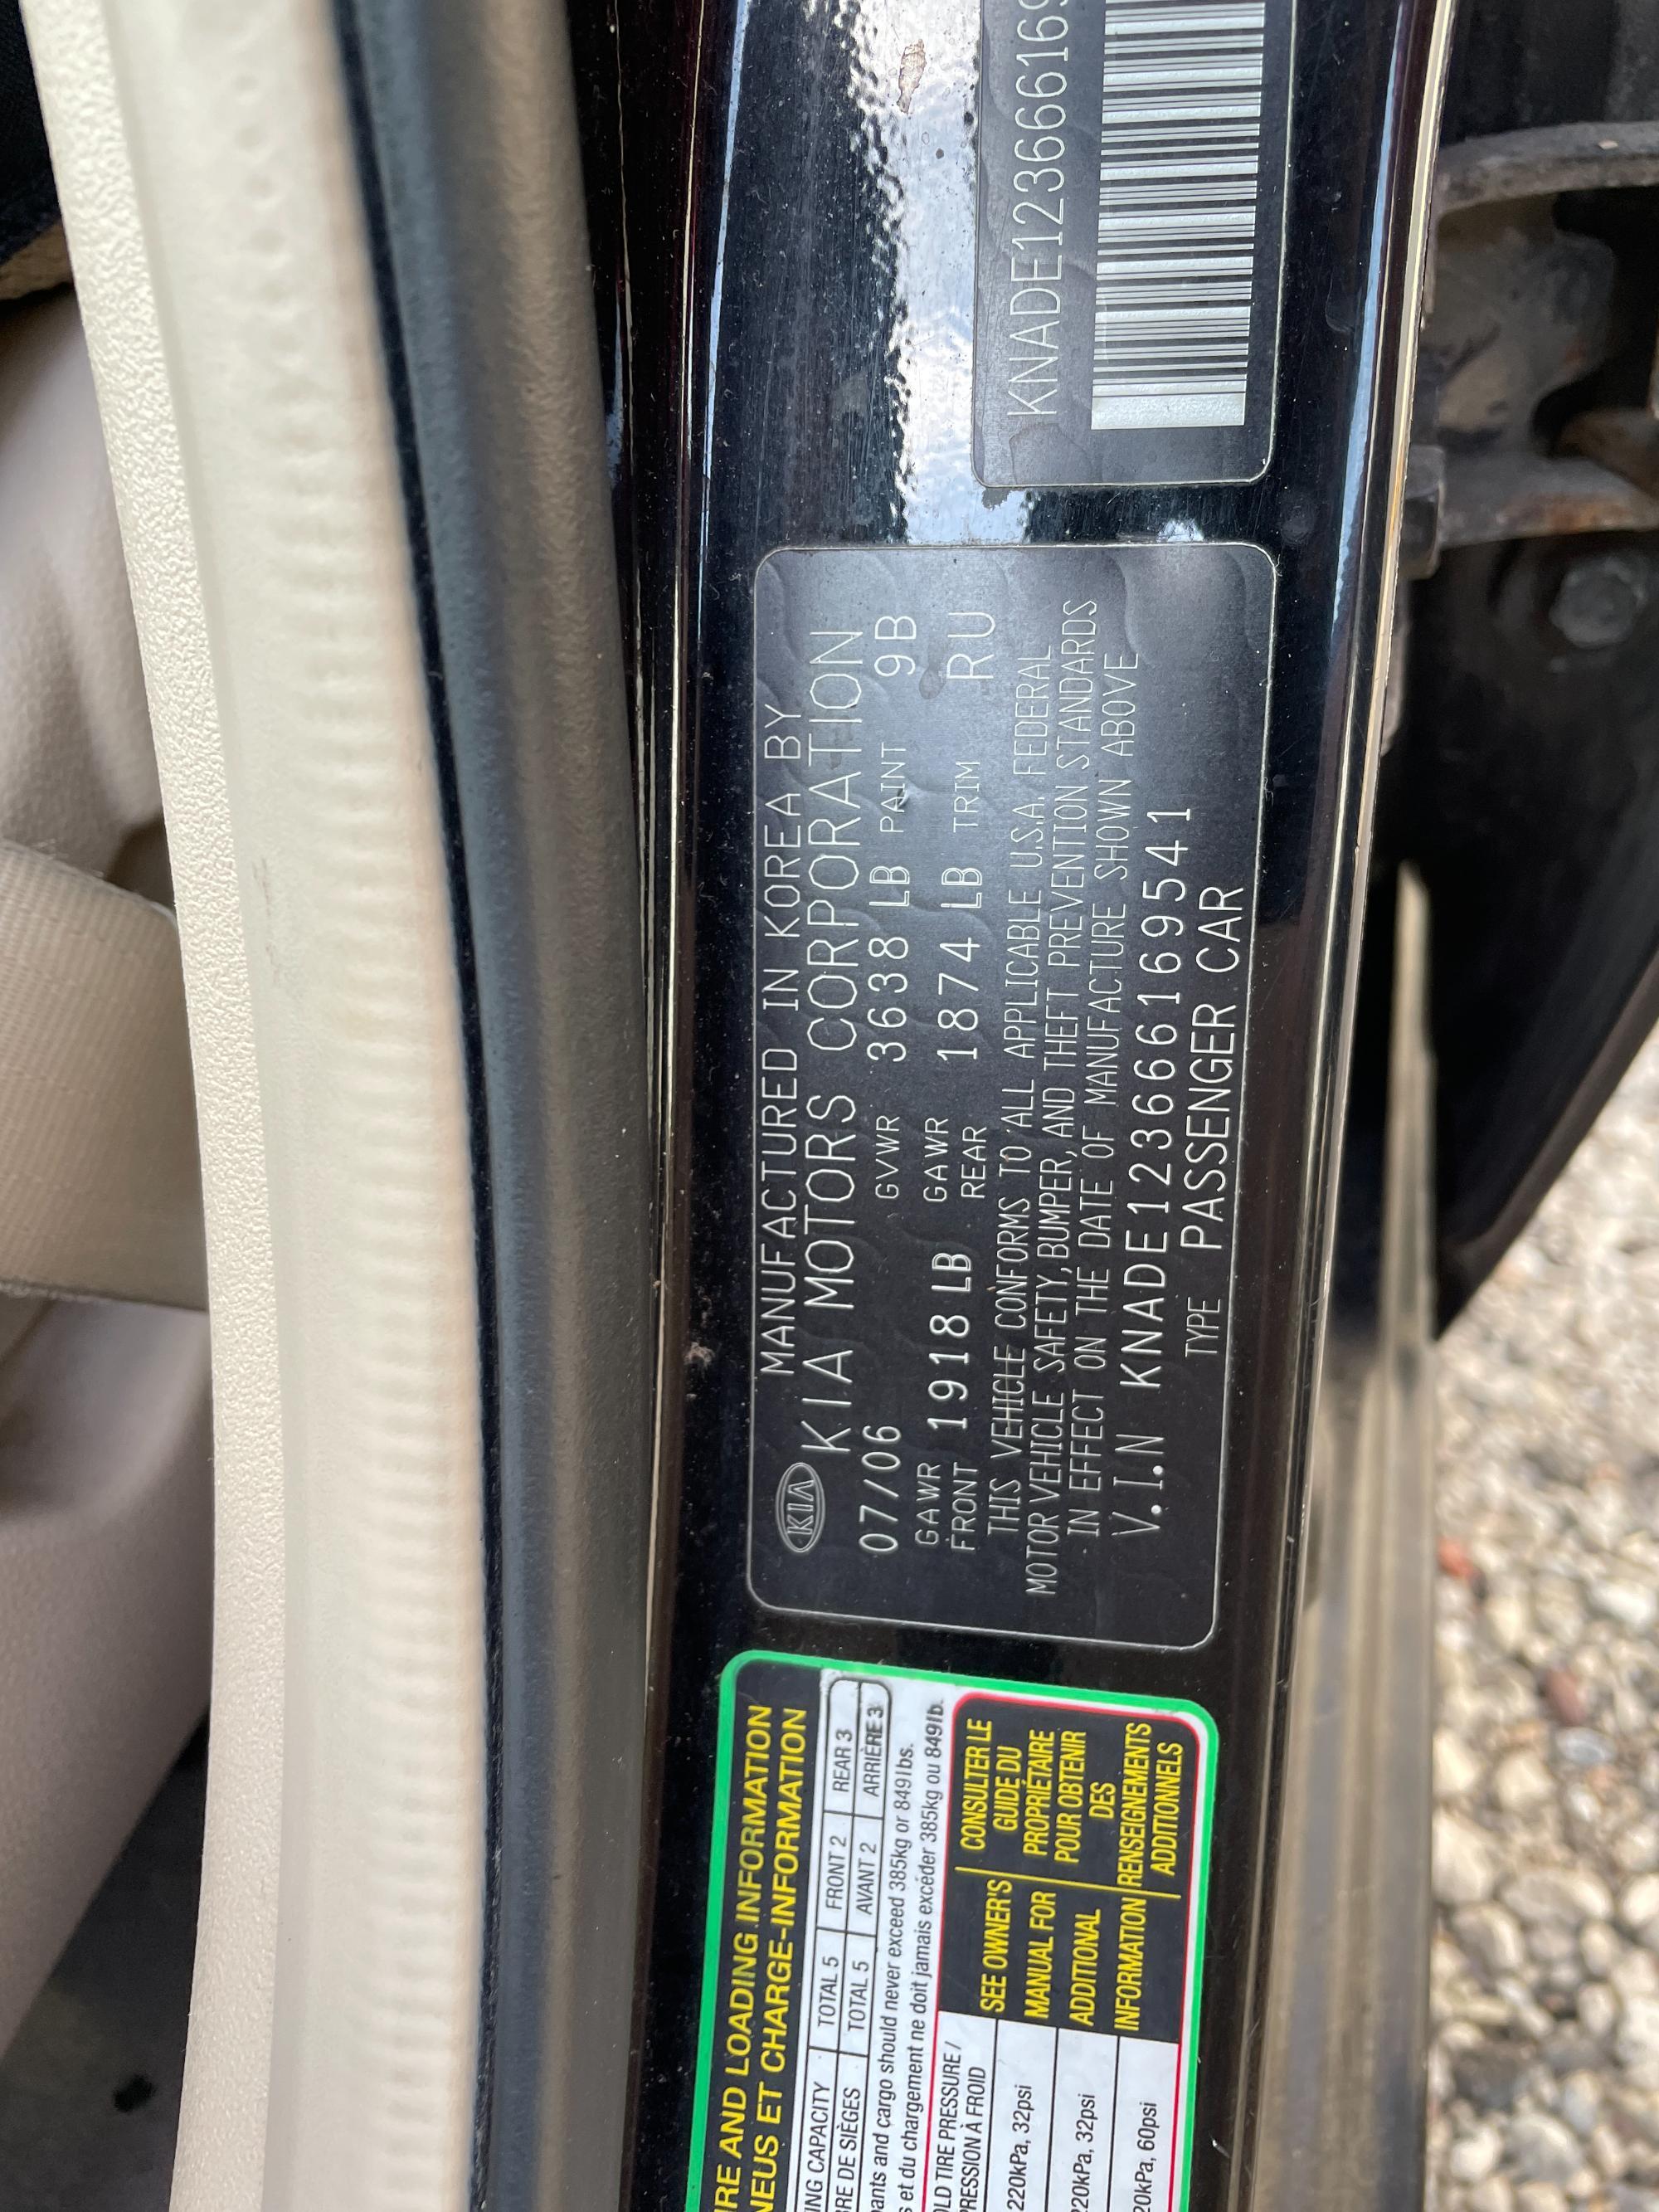 KIA
MANUFACTURED IN KOREA BY
KIA MOTORS CORPORATION
07/06 GVWR 3638 LB PAINT 9B
GAWR FRONT 1918 LB GAWR REAR 1874 LB TRIM RU
THIS VEHICLE CONFORMS TO ALL APPLICABLE U.S.A. FEDERAL
MOTOR VEHICLE SAFETY, BUMPER, AND THEFT PREVENTION STANDARDS
IN EFFECT ON THE DATE OF MANUFACTURE SHOWN ABOVE
V.I.N KNADE123666169541
TYPE PASSENGER CAR
KNADE12366616
AND LOADING INFORMATION
ET CHARGE-INFORMATION
CAPACITY TOTAL 5 FRONT 2 REAR 3
DE SIÈGES TOTAL 5 AVANT 2 ARRIÈRE 3
and cargo should never exceed 385kg or 849lbs.
et du chargement ne doit jamais excéder 385kg ou 849lb.
TIRE PRESSURE /
À FROID
220kPa, 32psi
32psi
60psi
SEE OWNER'S
MANUAL FOR
ADDITIONAL
INFORMATION
CONSULTER LE
GUIDE DU
PROPRIÉTAIRE
POUR OBTENIR
DES
RENSEIGNEMENTS
ADDITIONNELS